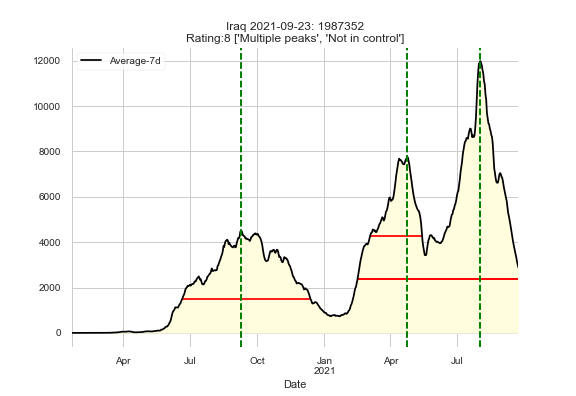 Iraq 2021-09-23: 1987352
Rating:8 ['Multiple peaks', 'Not in control']
Average-7d
12000
10000
8000
6000
4000
2000
0
Apr Jul Oct Jan Apr Jul
2021
Date